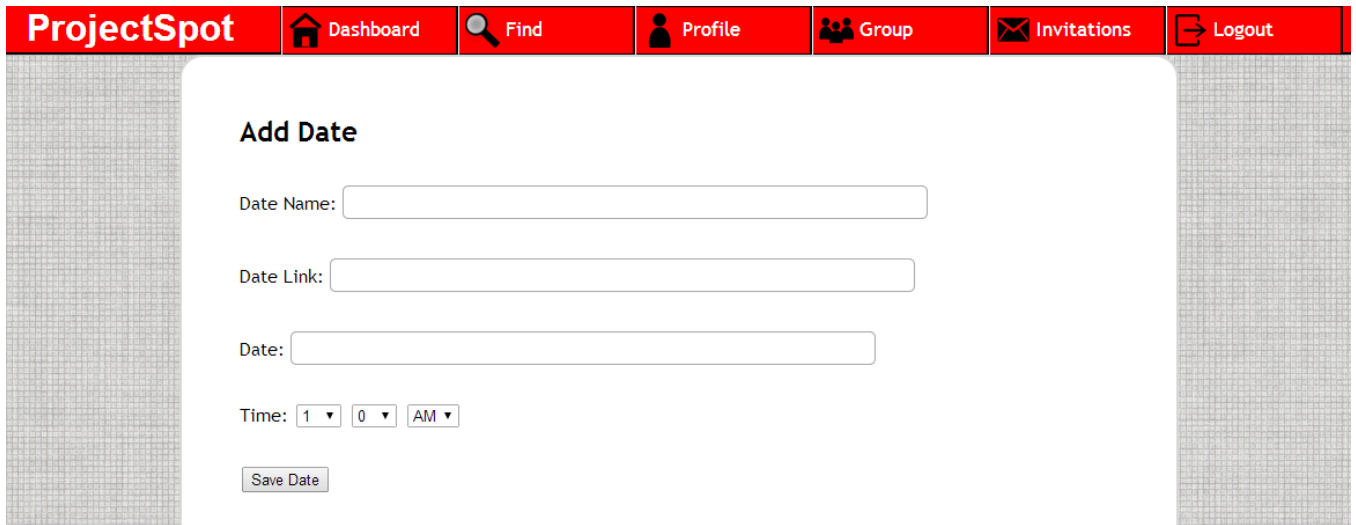 ProjectSpot Dashboard Find Profile Group Invitations Logout
Add Date
Date Name:
Date Link:
Date:
Time: 1 0 AM
Save Date